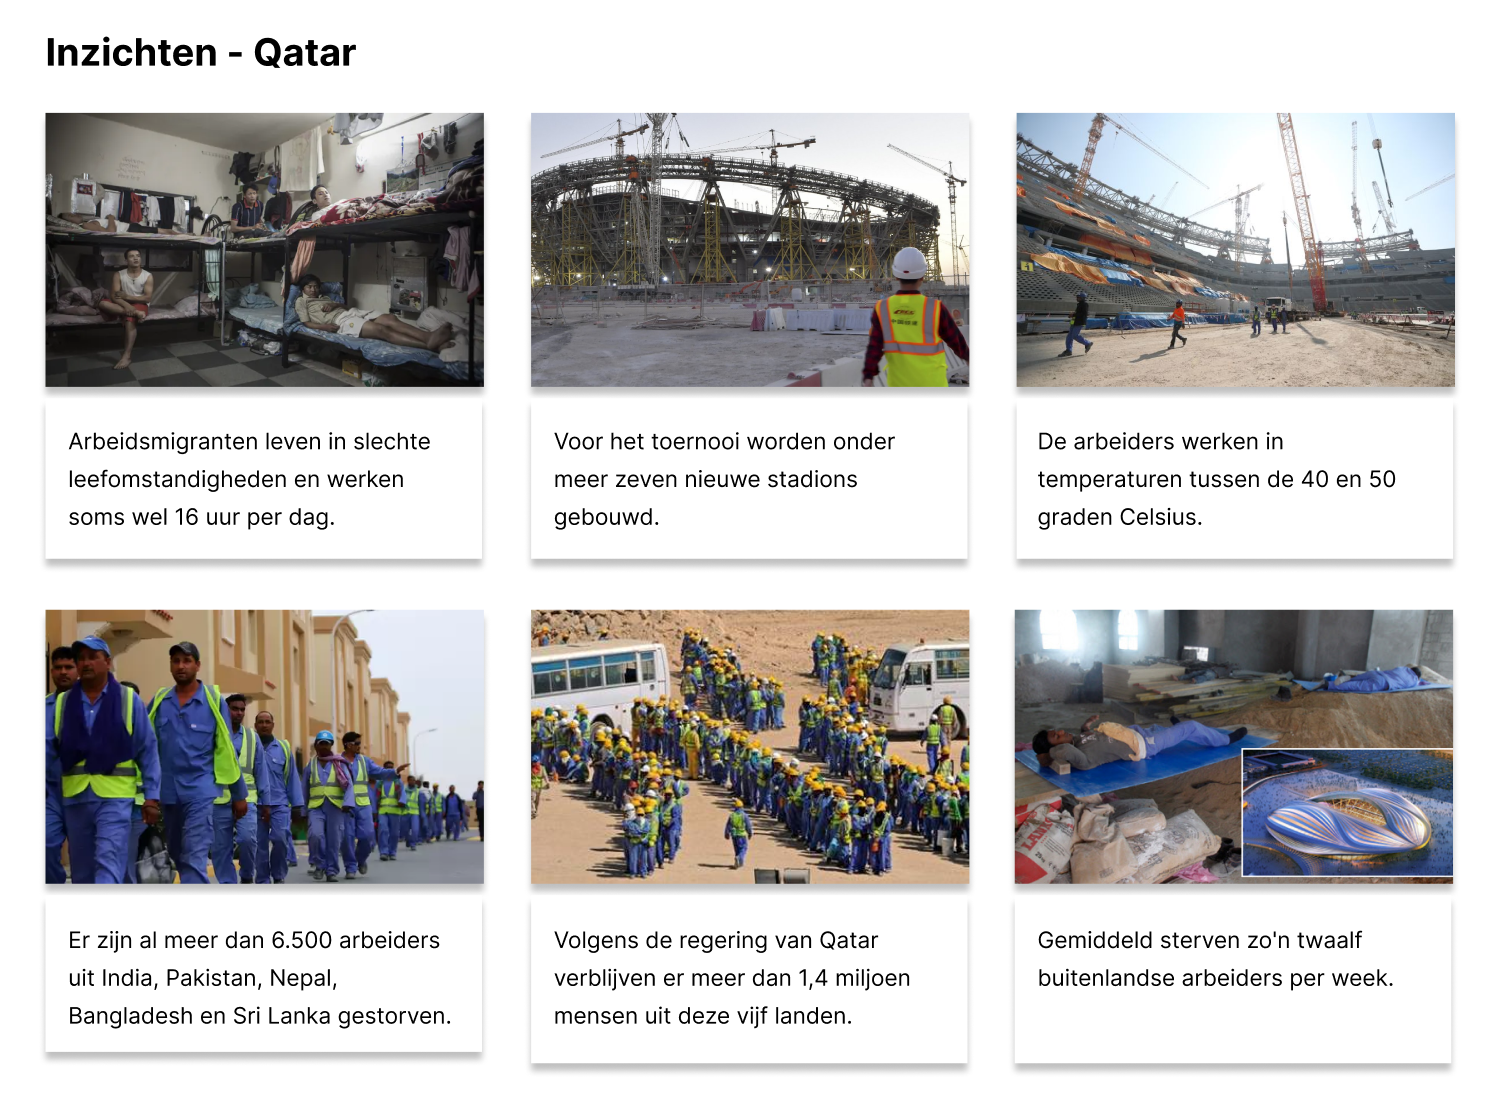 Inzichten - Qatar
Arbeidsmigranten leven in slechte
leefomstandigheden en werken
soms wel 16 uur per dag.
Voor het toernooi worden onder
meer zeven nieuwe stadions
gebouwd.
De arbeiders werken in
temperaturen tussen de 40 en 50
graden Celsius.
Er zijn al meer dan 6.500 arbeiders
uit India, Pakistan, Nepal,
Bangladesh en Sri Lanka gestorven.
Volgens de regering van Qatar
verblijven er meer dan 1,4 miljoen
mensen uit deze vijf landen.
Gemiddeld sterven zo'n twaalf
buitenlandse arbeiders per week.